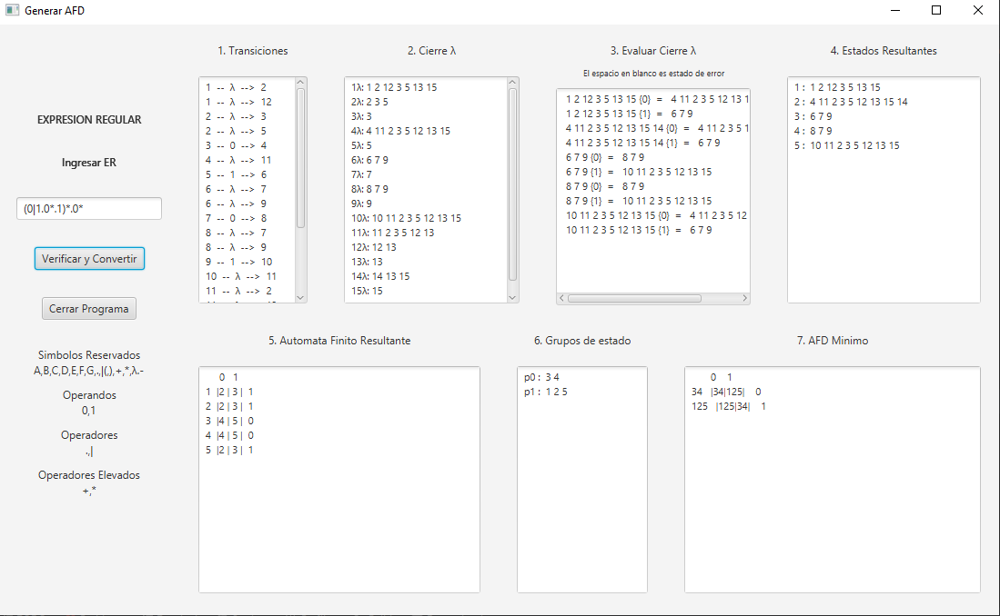 Generar AFD
EXPRESION REGULAR
Ingresar ER
(0|1.0*.1)*.0*
Verificar y Convertir
Cerrar Programa
Simbolos Reservados
A,B,C,D,E,F,G,.,|(,),+,*,λ.-
Operandos
0,1
Operadores
.,|
Operadores Elevados
+,*
1. Transiciones
1 -- λ --> 2
1 -- λ --> 12
2 -- λ --> 3
2 -- λ --> 5
3 -- 0 --> 4
4 -- λ --> 11
5 -- 1 --> 6
6 -- λ --> 7
6 -- λ --> 9
7 -- 0 --> 8
8 -- λ --> 7
8 -- λ --> 9
9 -- 1 --> 10
10 -- λ --> 11
11 -- λ --> 2
2. Cierre λ
1λ: 1 2 12 3 5 13 15
2λ: 2 3 5
3λ: 3
4λ: 4 11 2 3 5 12 13 15
5λ: 5
6λ: 6 7 9
7λ: 7
8λ: 8 7 9
9λ: 9
10λ: 10 11 2 3 5 12 13 15
11λ: 11 2 3 5 12 13
12λ: 12 13
13λ: 13
14λ: 14 13 15
15λ: 15
3. Evaluar Cierre λ
El espacio en blanco es estado de error
1 2 12 3 5 13 15 {0} = 4 11 2 3 5 12 13 1
1 2 12 3 5 13 15 {1} = 6 7 9
4 11 2 3 5 12 13 15 14 {0} = 4 11 2 3 5 1
4 11 2 3 5 12 13 15 14 {1} = 6 7 9
6 7 9 {0} = 8 7 9
6 7 9 {1} = 10 11 2 3 5 12 13 15
8 7 9 {0} = 8 7 9
8 7 9 {1} = 10 11 2 3 5 12 13 15
10 11 2 3 5 12 13 15 {0} = 4 11 2 3 5 12
10 11 2 3 5 12 13 15 {1} = 6 7 9
4. Estados Resultantes
1 : 1 2 12 3 5 13 15
2 : 4 11 2 3 5 12 13 15 14
3 : 6 7 9
4 : 8 7 9
5 : 10 11 2 3 5 12 13 15
5. Automata Finito Resultante
0 1
1 |2 | 3 | 1
2 |2 | 3 | 1
3 |4 | 5 | 0
4 |4 | 5 | 0
5 |2 | 3 | 1
6. Grupos de estado
p0 : 3 4
p1 : 1 2 5
7. AFD Minimo
0 1
34 |34|125| 0
125 |125|34| 1